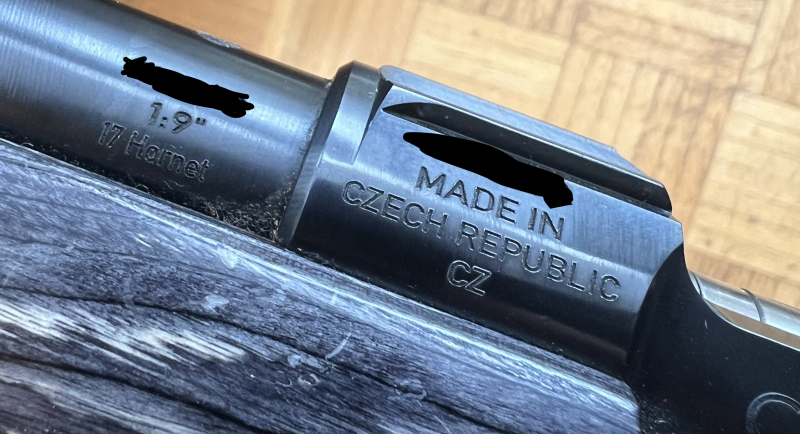 1:9"
17 Hornet
MADE IN
CZECH REPUBLIC
CZ